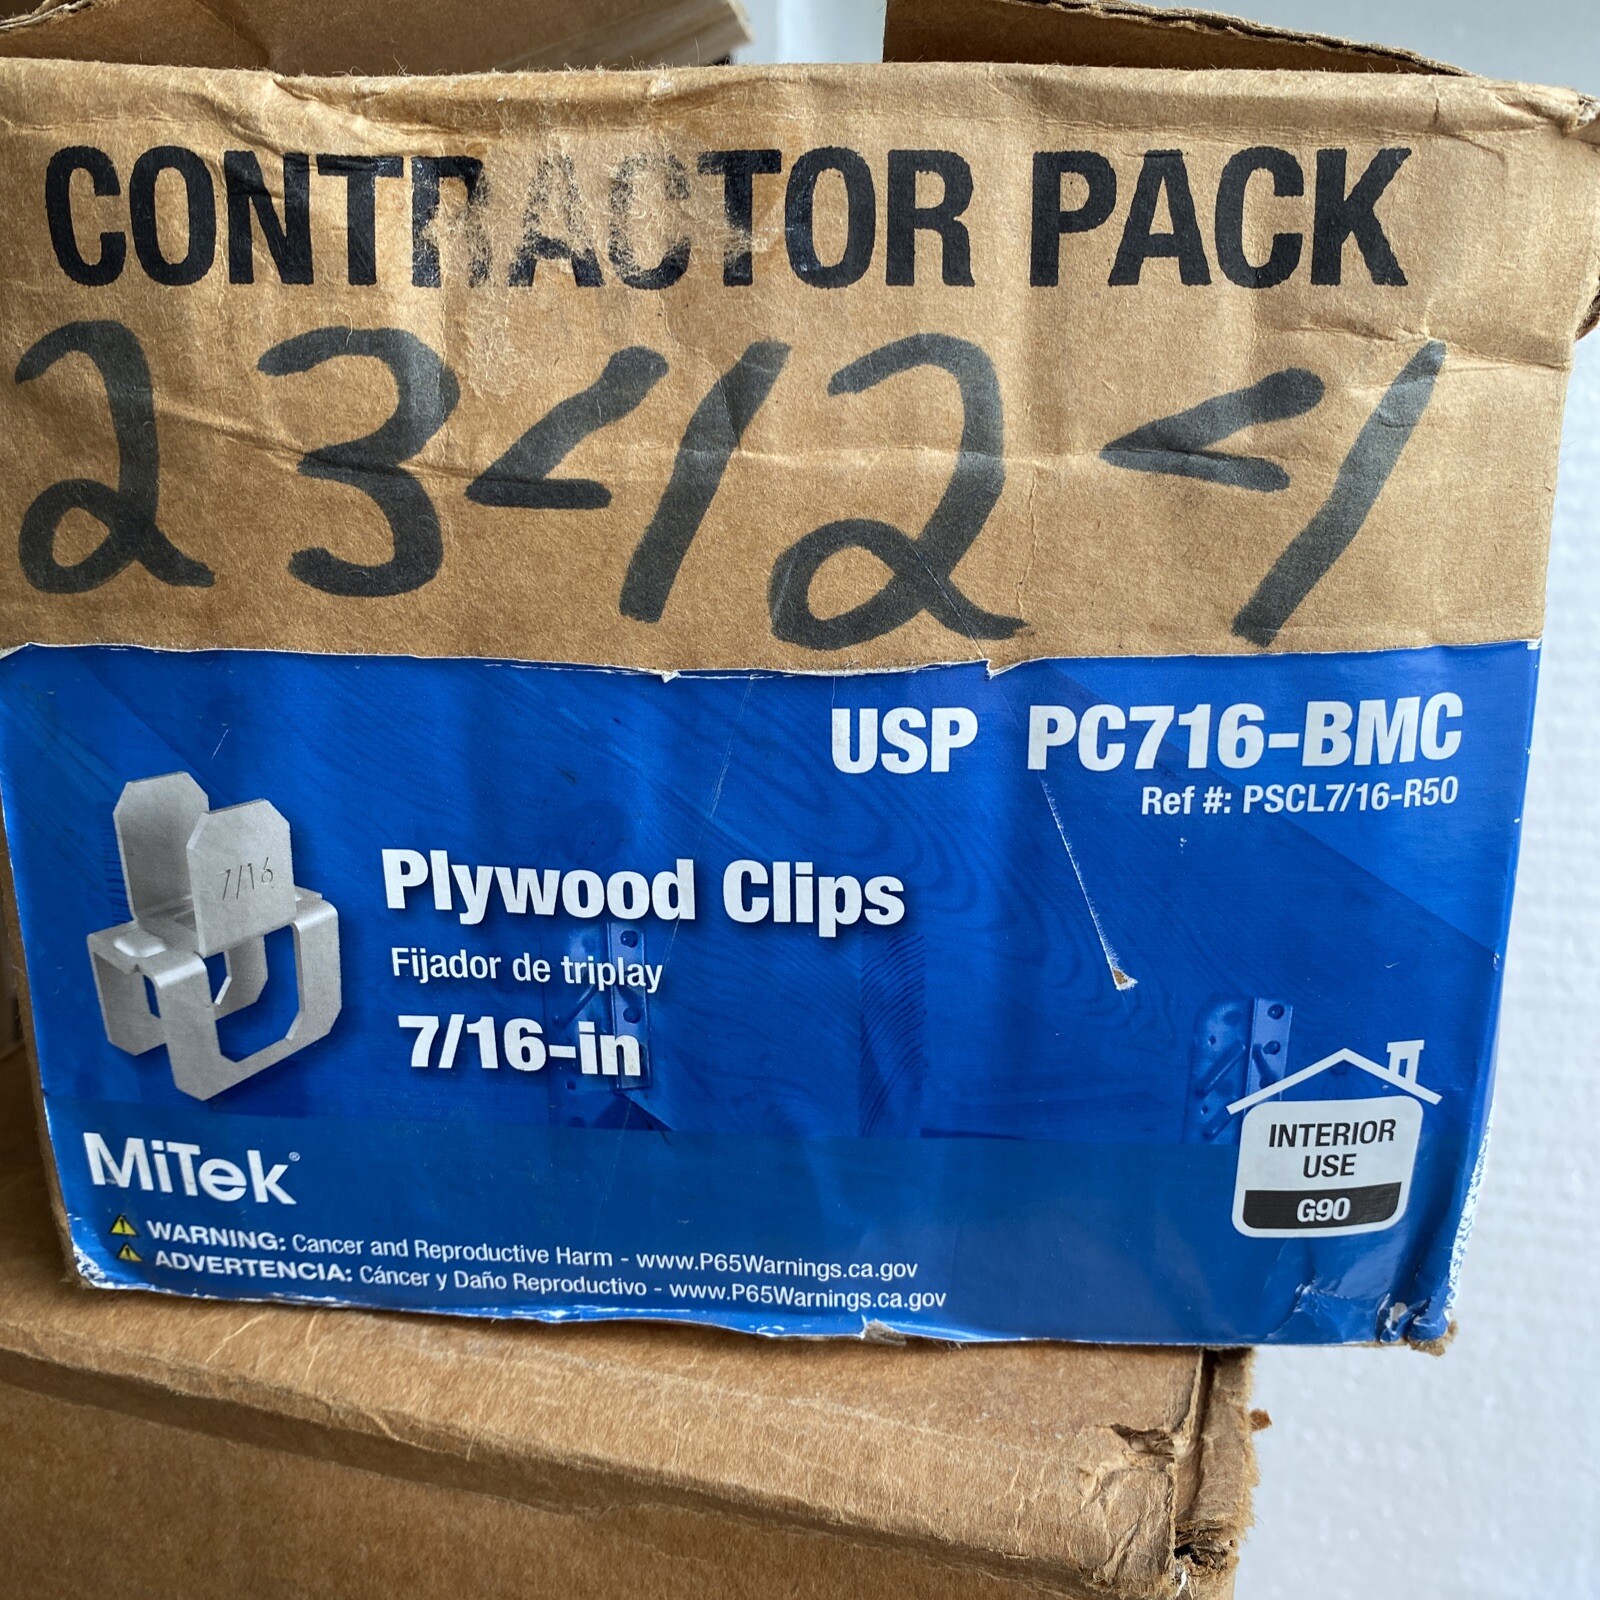 CONTRACTOR PACK
23<12</
USP PC716-BMC
Ref #: PSCL7/16-R50
7/16
Plywood Clips
Fijador de triplay
7/16-in
INTERIOR
USE
G90
MiTek®
WARNING: Cancer and Reproductive Harm - www.P65Warnings.ca.gov
ADVERTENCIA: Cáncer y Daño Reproductivo - www.P65Warnings.ca.gov